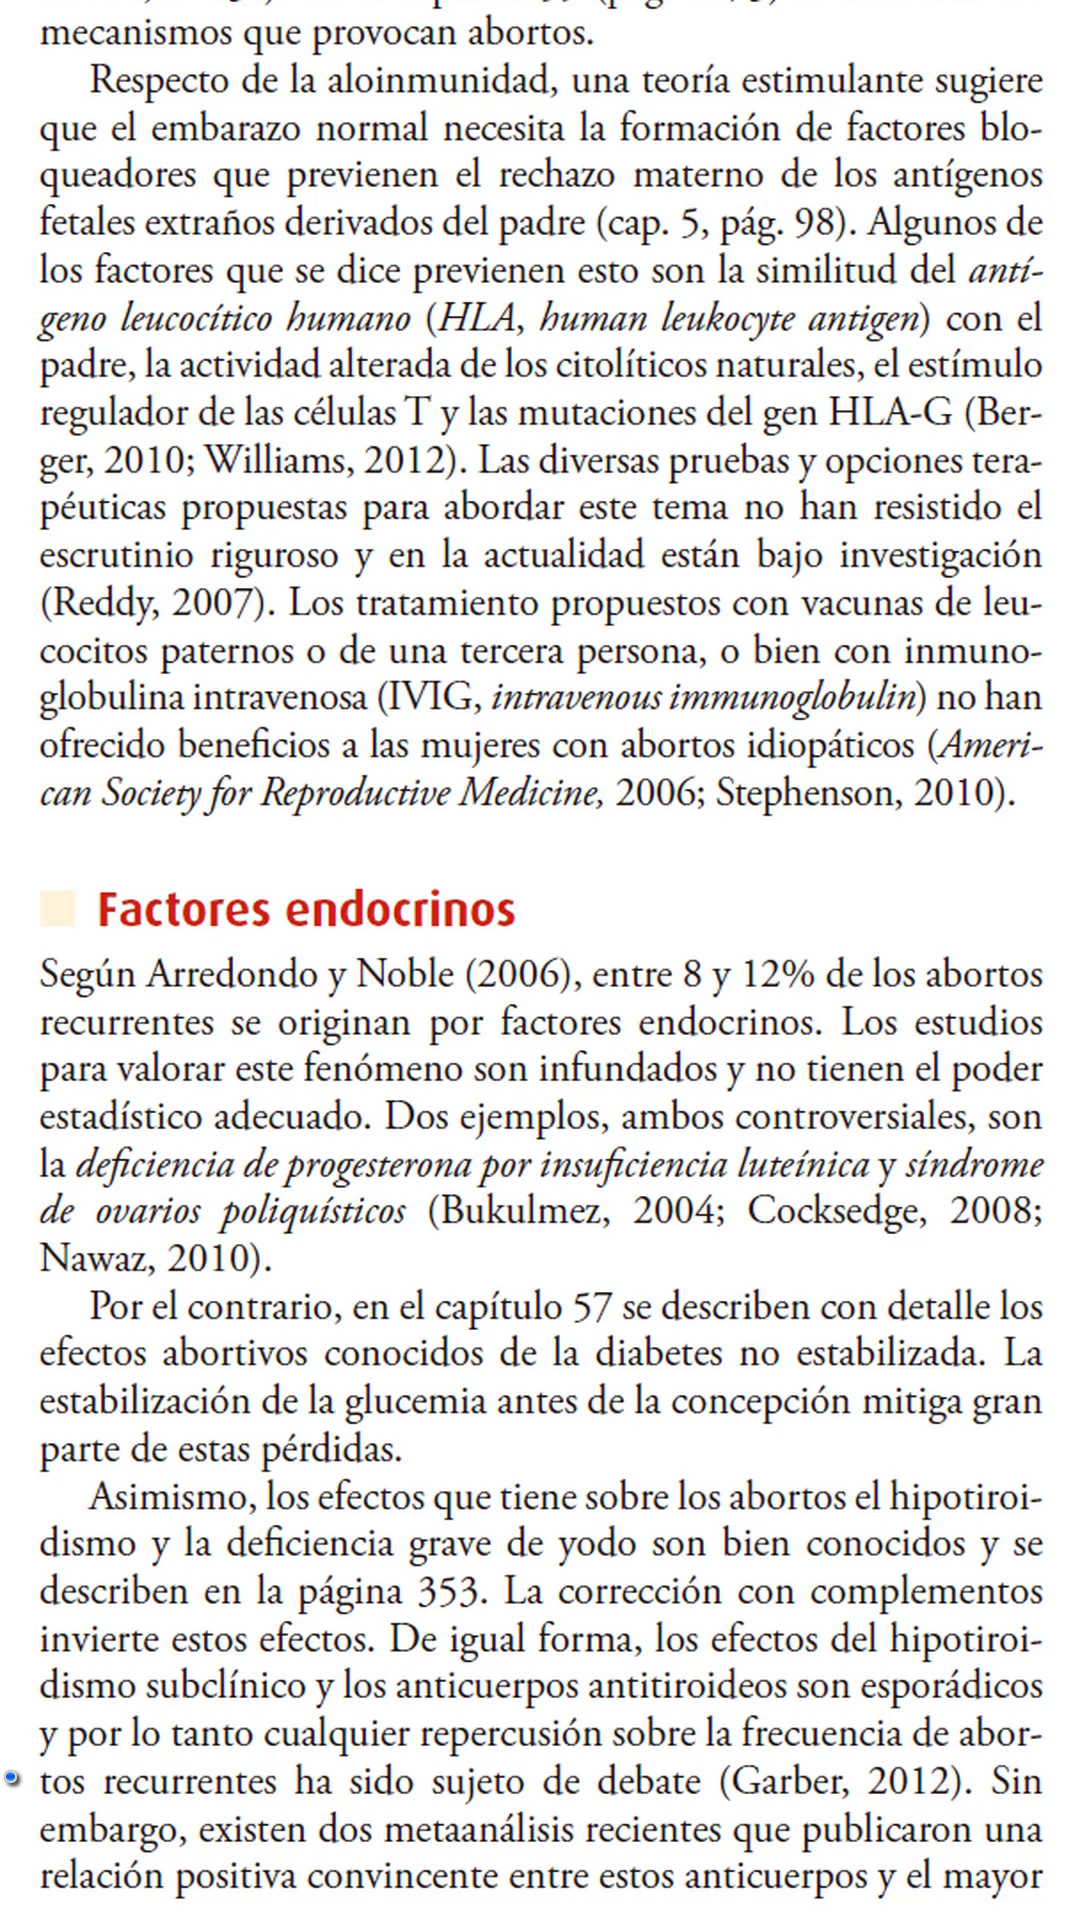 mecanismos que provocan abortos.
Respecto de la aloinmunidad, una teoría estimulante sugiere
que el embarazo normal necesita la formación de factores blo-
queadores que previenen el rechazo materno de los antígenos
fetales extraños derivados del padre (cap. 5, pág. 98). Algunos de
los factores que se dice previenen esto son la similitud del antí-
geno leucocítico humano (HLA, human leukocyte antigen) con el
padre, la actividad alterada de los citolíticos naturales, el estímulo
regulador de las células T y las mutaciones del gen HLA-G (Ber-
ger, 2010; Williams, 2012). Las diversas pruebas y opciones tera-
péuticas propuestas para abordar este tema no han resistido el
escrutinio riguroso y en la actualidad están bajo investigación
(Reddy, 2007). Los tratamiento propuestos con vacunas de leu-
cocitos paternos o de una tercera persona, o bien con inmuno-
globulina intravenosa (IVIG, intravenous immunoglobulin) no han
ofrecido beneficios a las mujeres con abortos idiopáticos (Ameri-
can Society for Reproductive Medicine, 2006; Stephenson, 2010).
Factores endocrinos
Según Arredondo y Noble (2006), entre 8 y 12% de los abortos
recurrentes se originan por factores endocrinos. Los estudios
para valorar este fenómeno son infundados y no tienen el poder
estadístico adecuado. Dos ejemplos, ambos controversiales, son
la deficiencia de progesterona por insuficiencia luteínica y síndrome
de ovarios poliquísticos (Bukulmez, 2004; Cocksedge, 2008;
Nawaz, 2010).
Por el contrario, en el capítulo 57 se describen con detalle los
efectos abortivos conocidos de la diabetes no estabilizada. La
estabilización de la glucemia antes de la concepción mitiga gran
parte de estas pérdidas.
Asimismo, los efectos que tiene sobre los abortos el hipotiroi-
dismo y la deficiencia grave de yodo son bien conocidos y se
describen en la página 353. La corrección con complementos
invierte estos efectos. De igual forma, los efectos del hipotiroi-
dismo subclínico y los anticuerpos antitiroideos son esporádicos
y por lo tanto cualquier repercusión sobre la frecuencia de abor-
tos recurrentes ha sido sujeto de debate (Garber, 2012). Sin
embargo, existen dos metaanálisis recientes que publicaron una
relación positiva convincente entre estos anticuerpos y el mayor